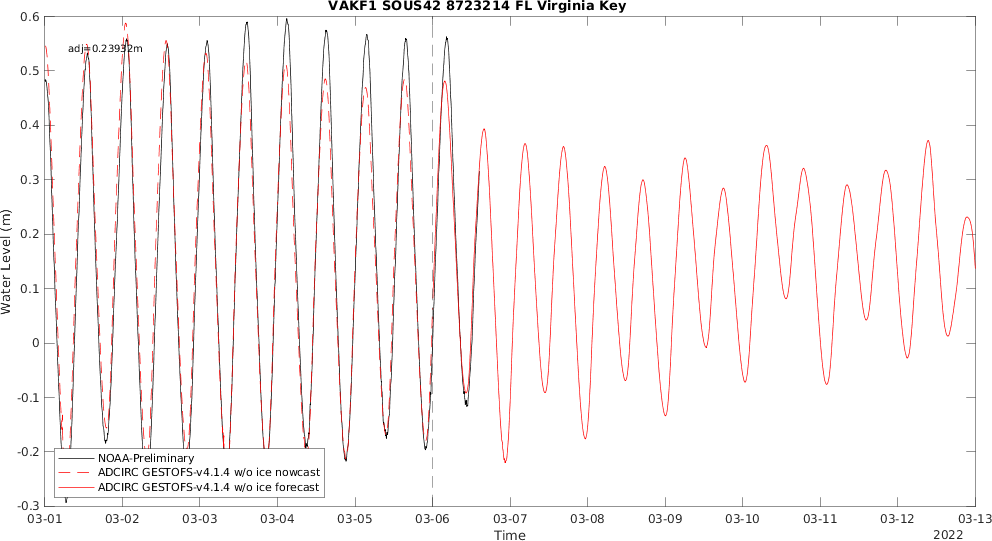 VAKF1 SOUS42 8723214 FL Virginia Key
adj=0.23932m
0.6
0.5
0.4
0.3
0.2
0.1
0
-0.1
-0.2
-0.3
Water Level (m)
NOAA-Preliminary
ADCIRC GESTOFS-v4.1.4 w/o ice nowcast
ADCIRC GESTOFS-v4.1.4 w/o ice forecast
03-01 03-02 03-03 03-04 03-05 03-06 03-07 03-08 03-09 03-10 03-11 03-12 03-13
Time
2022